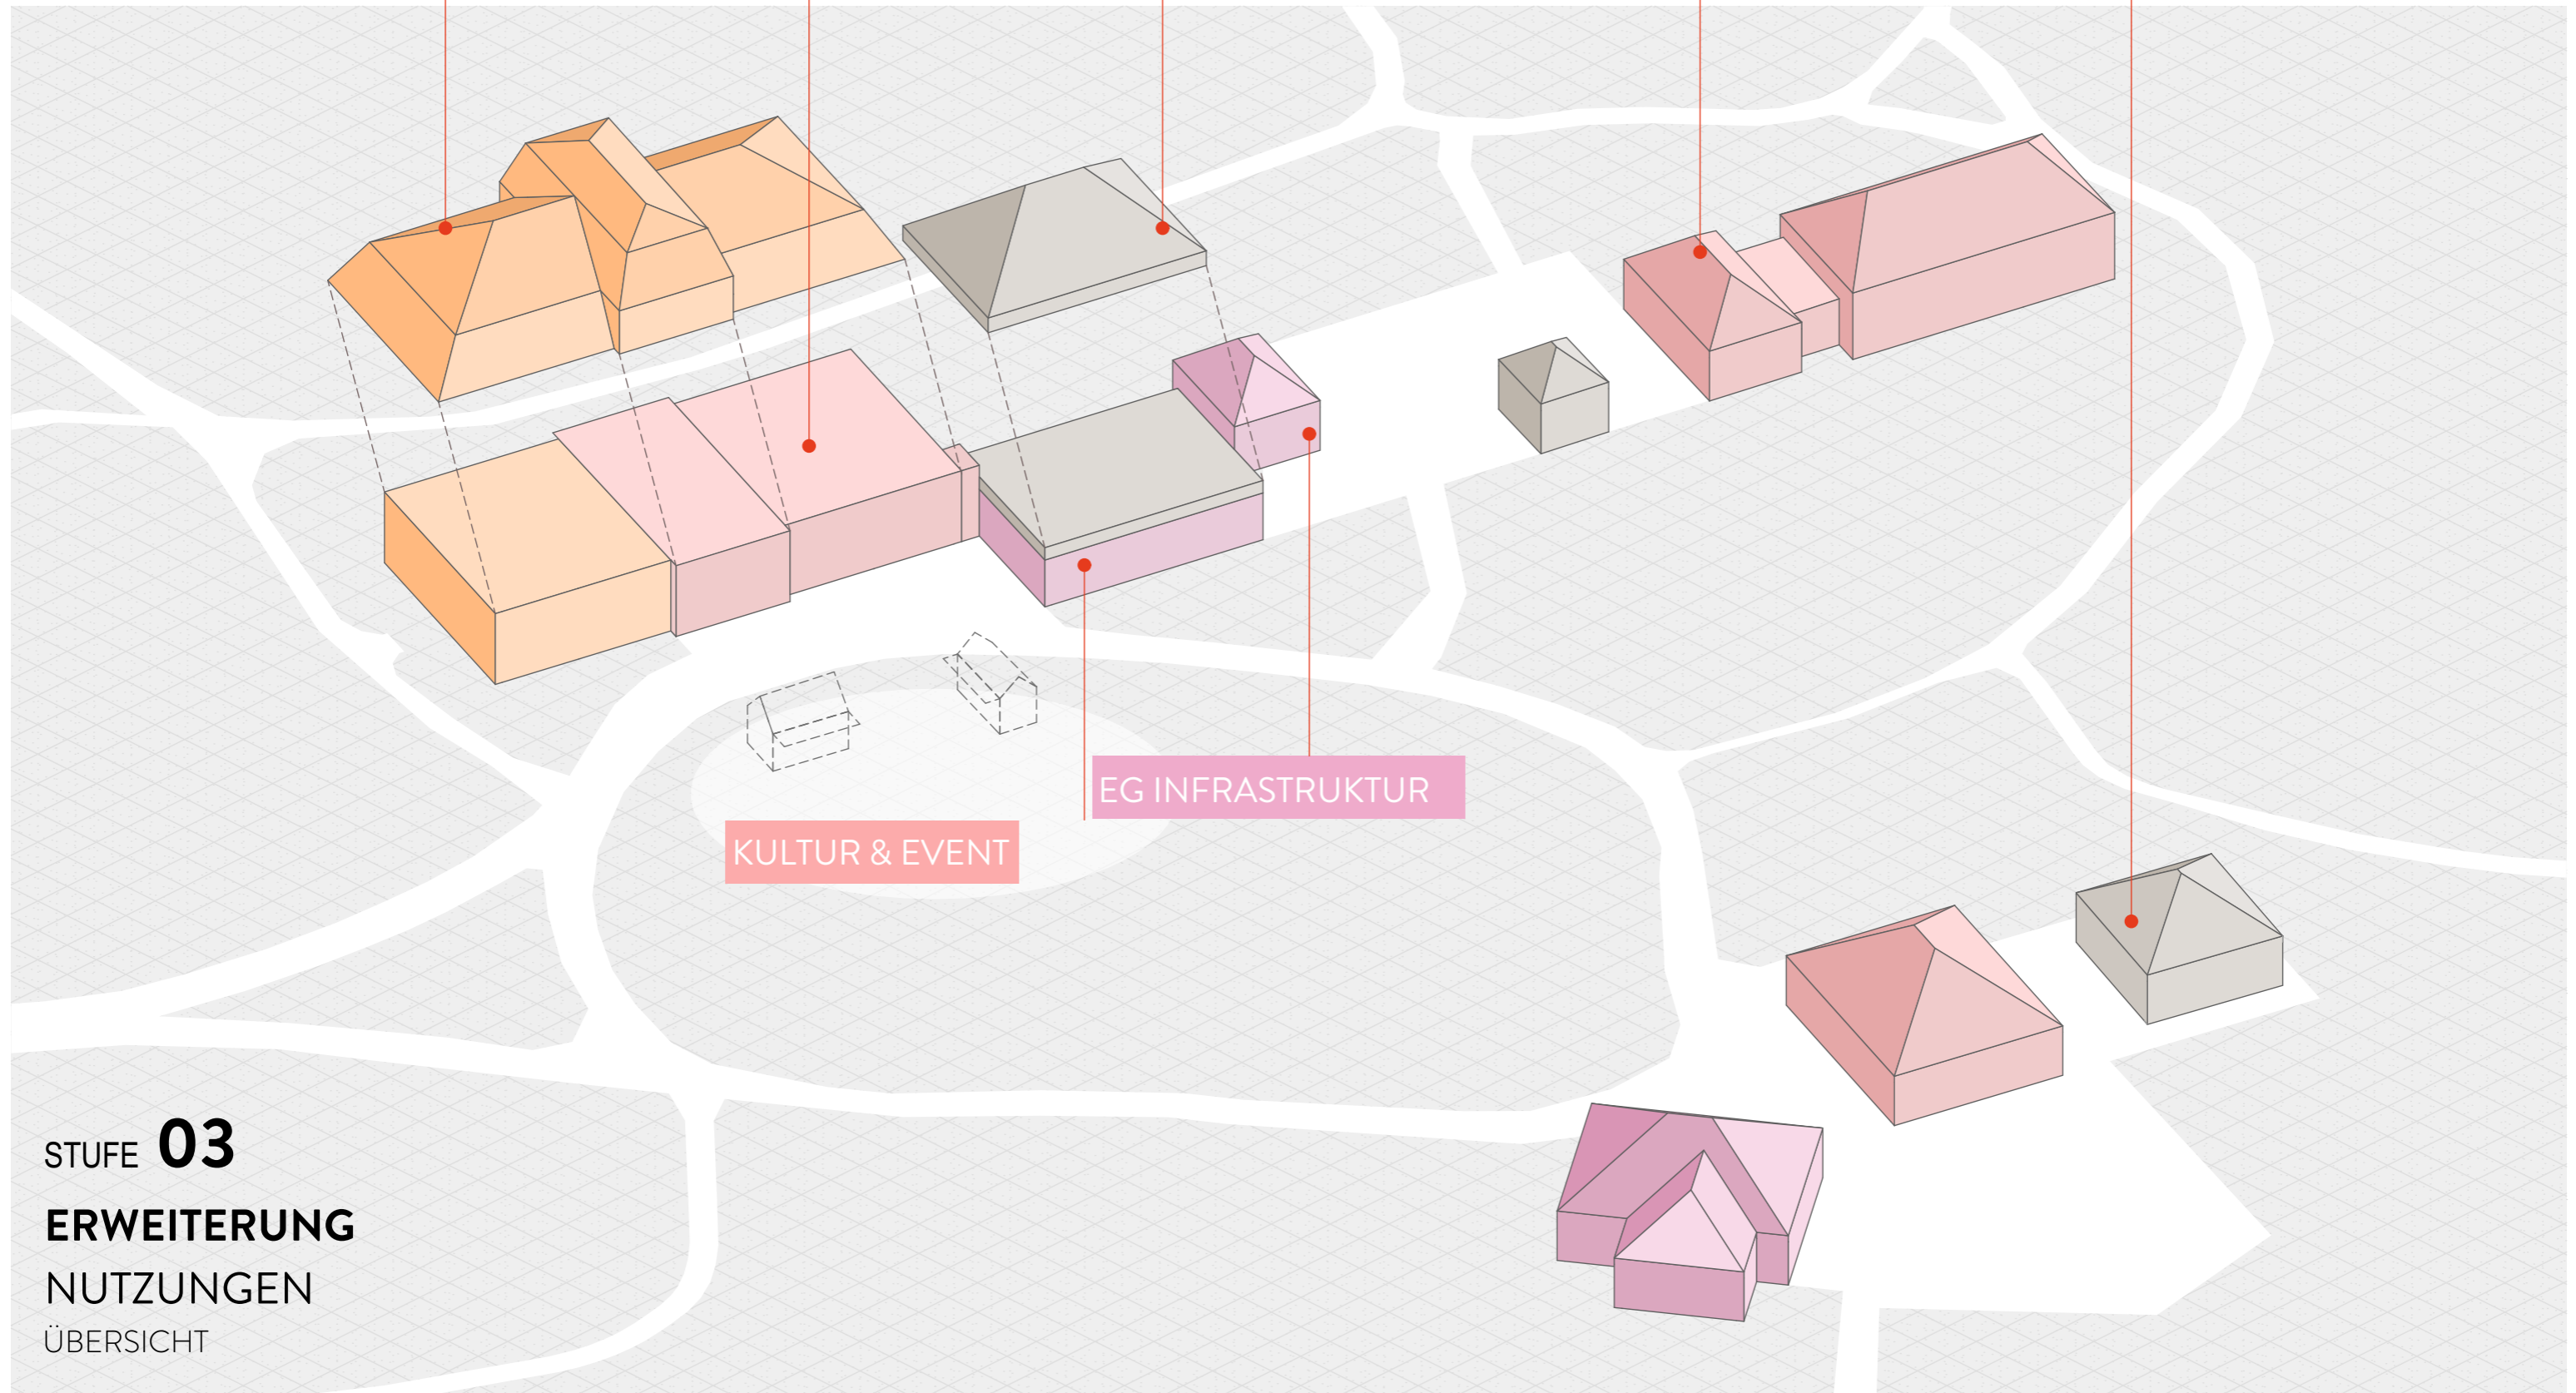 EG INFRASTRUKTUR
KULTUR & EVENT
STUFE 03
ERWEITERUNG
NUTZUNGEN
ÜBERSICHT